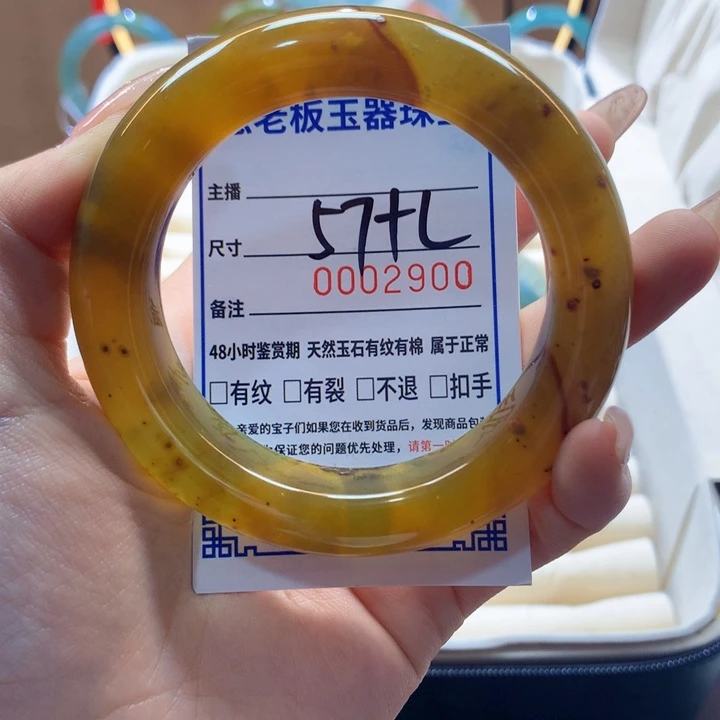 老板玉器珠
主播
尺寸 57+L
0002900
备注
48小时鉴赏期 天然玉石有纹有棉 属于正常
□有纹 □有裂 □不退 □扣手
亲爱的宝子们如果您在收到货品后，发现商品包
保证您的问题优先处理，请第一